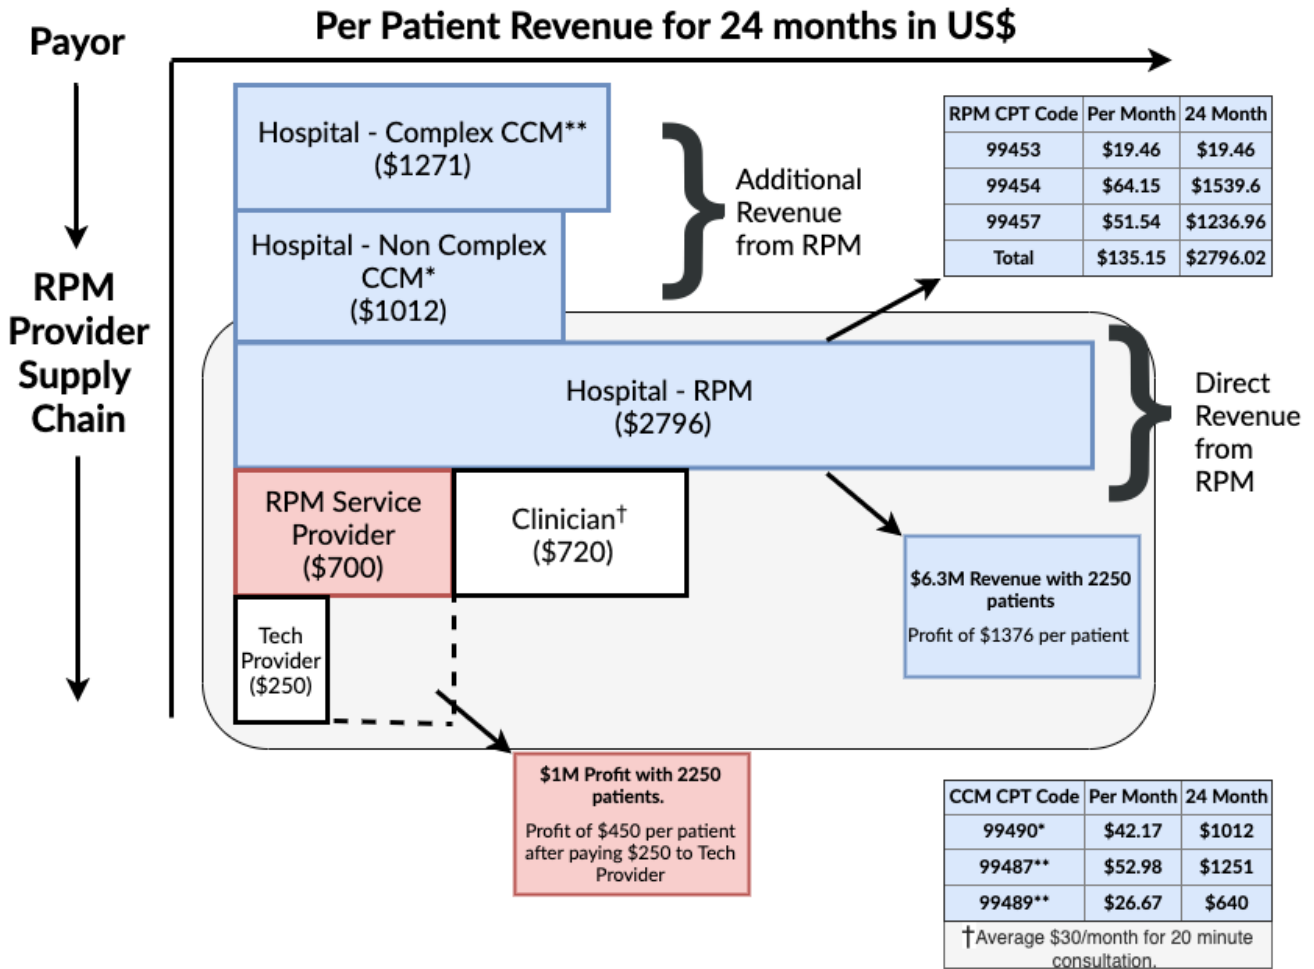 Per Patient Revenue for 24 months in US$
Payor
RPM
Provider
Supply
Chain
Hospital - Complex CCM**
($1271)
Hospital - Non Complex
CCM*
($1012)
Additional
Revenue
from RPM
RPM CPT Code Per Month 24 Month
99453 $19.46 $19.46
99454 $64.15 $1539.6
99457 $51.54 $1236.96
Total $135.15 $2796.02
Hospital - RPM
($2796)
Direct
Revenue
from
RPM
RPM Service
Provider
($700)
Clinician†
($720)
Tech
Provider
($250)
$6.3M Revenue with 2250
patients
Profit of $1376 per patient
$1M Profit with 2250
patients.
Profit of $450 per patient
after paying $250 to Tech
Provider
CCM CPT Code Per Month 24 Month
99490* $42.17 $1012
99487** $52.98 $1251
99489** $26.67 $640
†Average $30/month for 20 minute
consultation.